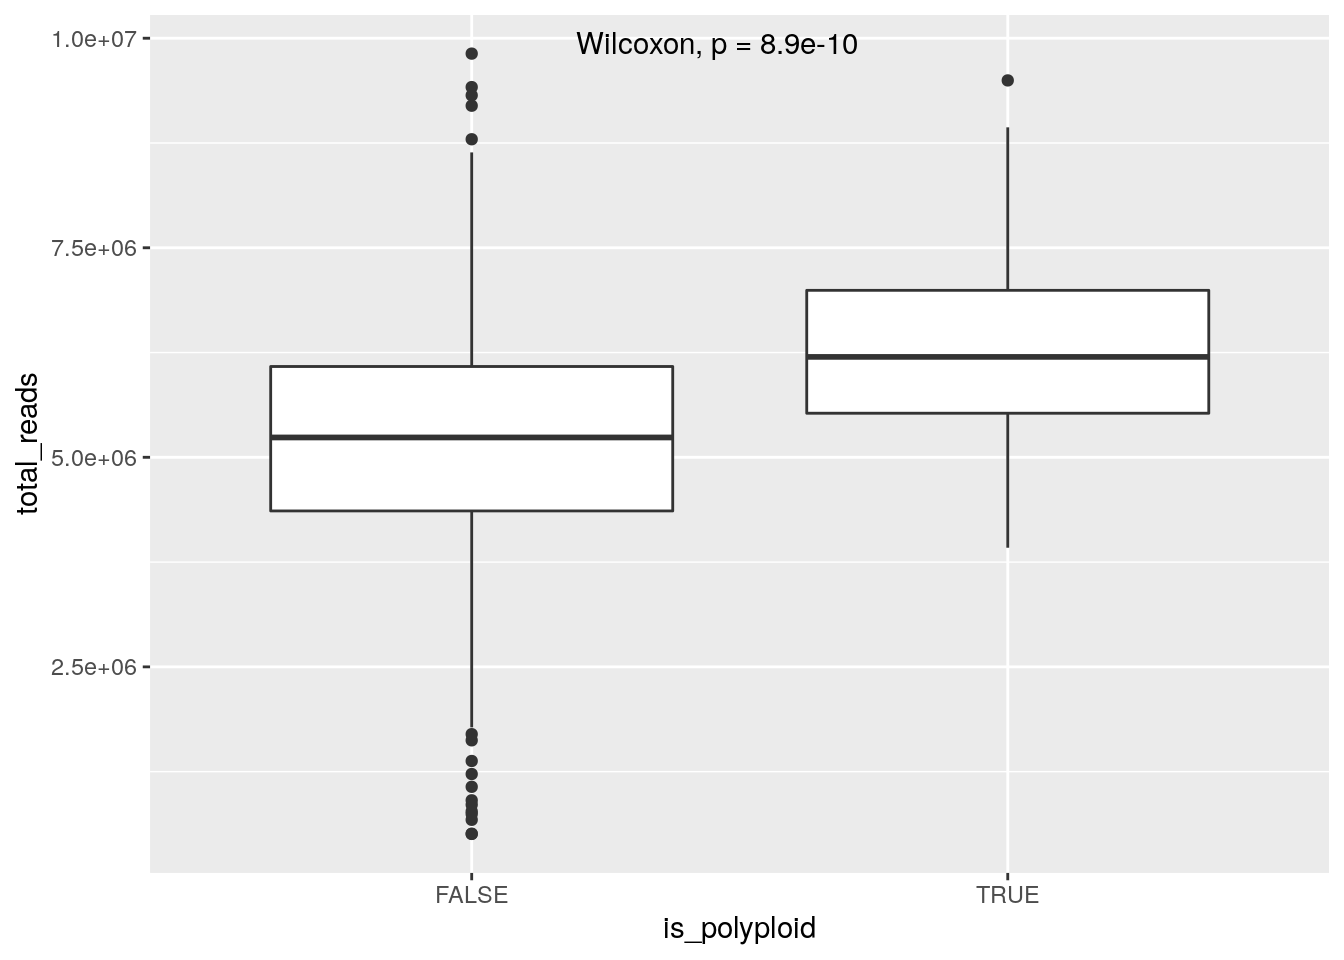 Wilcoxon, p = 8.9e-10
1.0e+07
7.5e+06
5.0e+06
2.5e+06
total_reads
FALSE
TRUE
is_polyploid